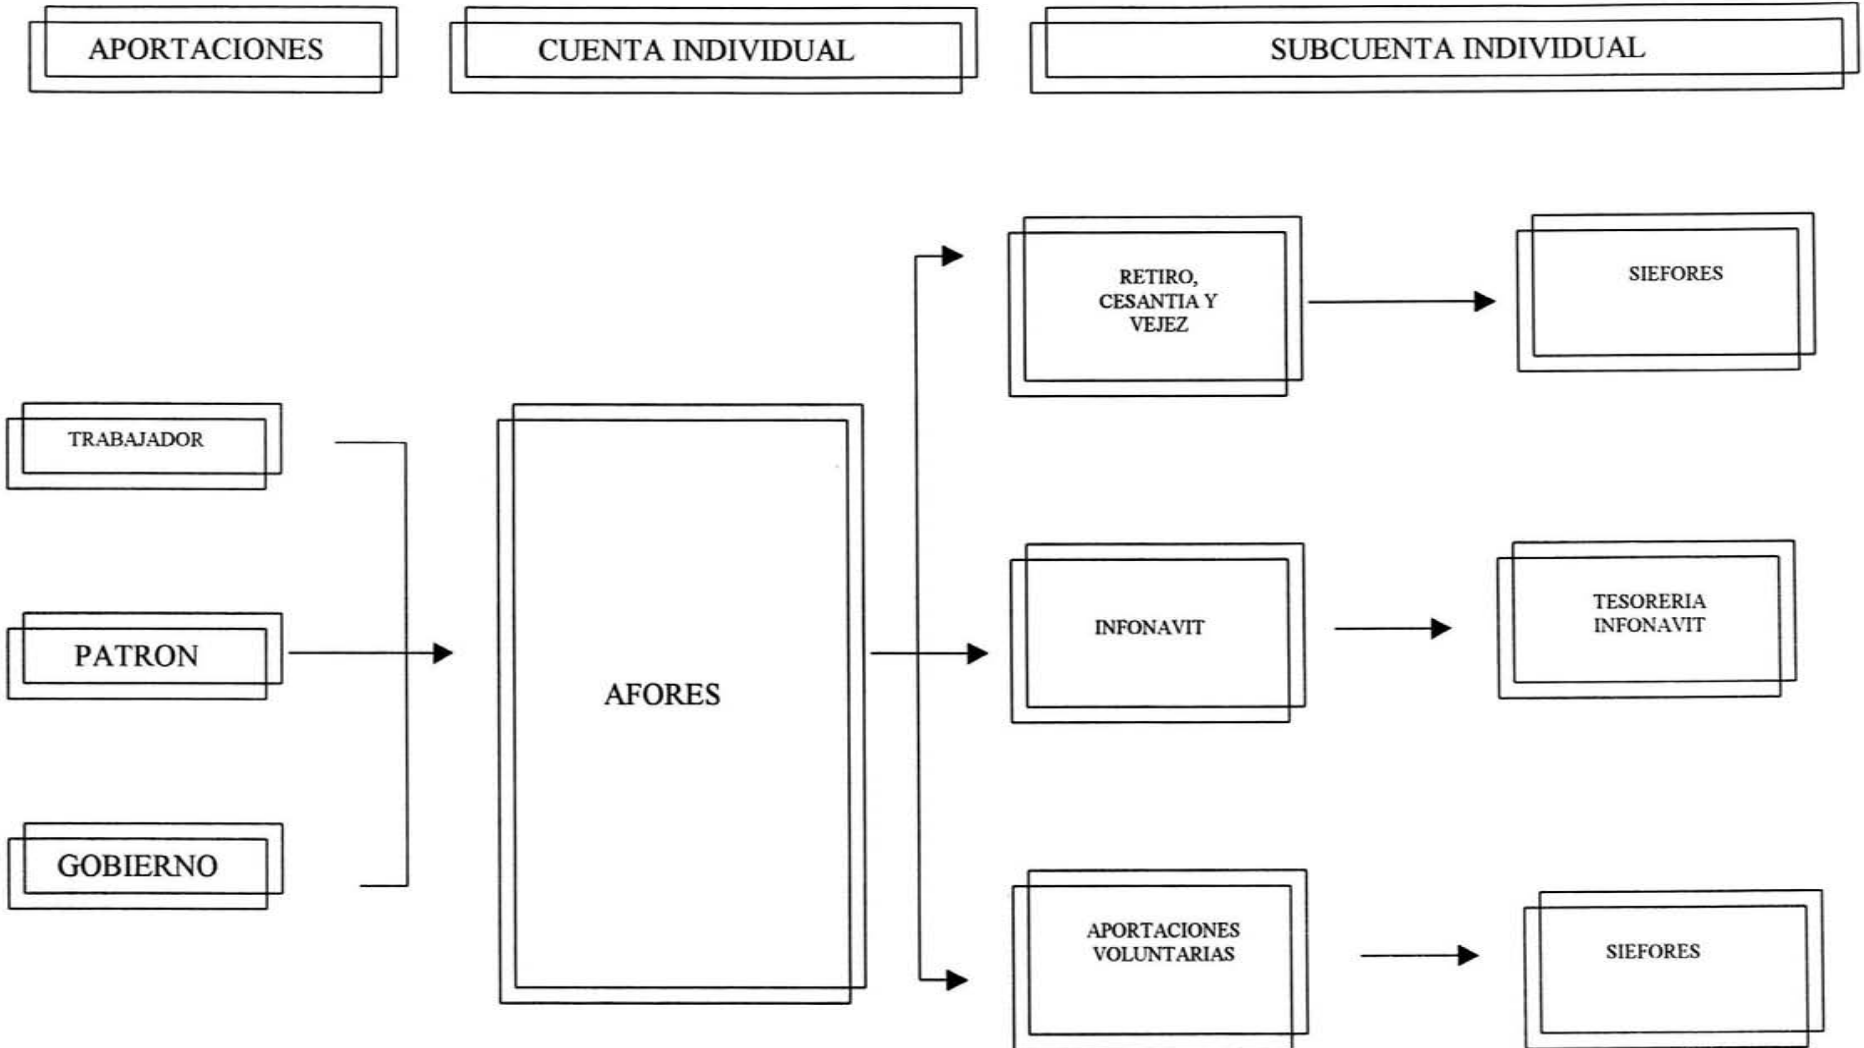 APORTACIONES
CUENTA INDIVIDUAL
SUBCUENTA INDIVIDUAL
RETIRO,
CESANTIA Y
VEJEZ
SIEFORES
TRABAJADOR
PATRON
GOBIERNO
AFORES
INFONAVIT
TESORERIA
INFONAVIT
APORTACIONES
VOLUNTARIAS
SIEFORES